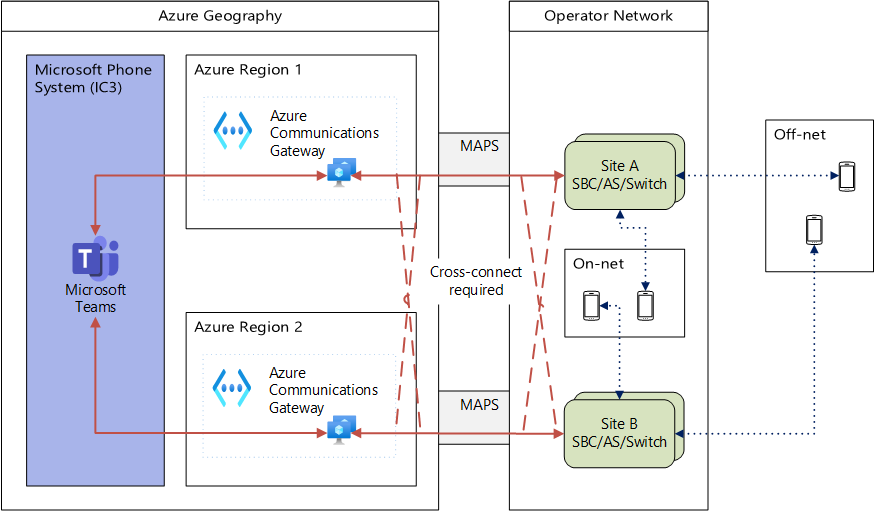 Azure Geography
Operator Network
Microsoft Phone
System (IC3)
Azure Region 1
Azure
Communications
Gateway
MAPS
Site A
SBC/AS/Switch
Off-net
T
Microsoft
Teams
Cross-connect
required
On-net
Azure Region 2
Azure
Communications
Gateway
MAPS
Site B
SBC/AS/Switch